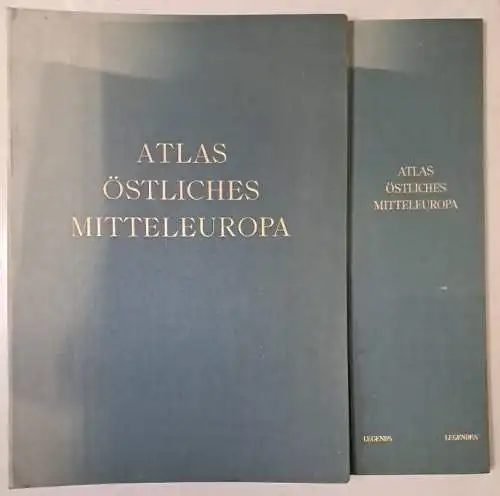 ATLAS
ÖSTLICHES
MITTELEUROPA
ATLAS
ÖSTLICHES
MITTELEUROPA
LEGENDS LEGENDEN